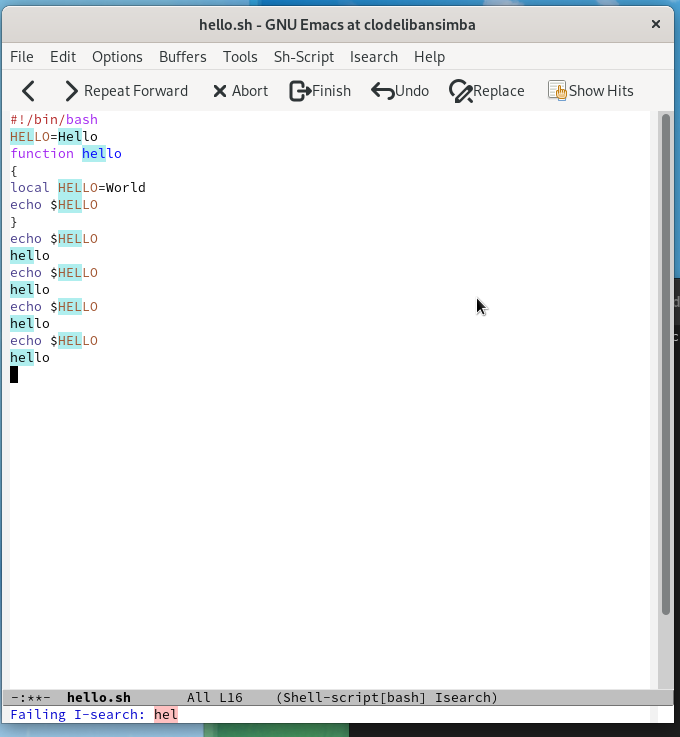 hello.sh - GNU Emacs at clodelibansimba ×
File Edit Options Buffers Tools Sh-Script Isearch Help
Repeat Forward Abort Finish Undo Replace Show Hits
#!/bin/bash
HELLO=Hello
function hello
{
local HELLO=World
echo $HELLO
}
echo $HELLO
hello
echo $HELLO
hello
echo $HELLO
hello
echo $HELLO
hello
-:**- hello.sh All L16 (Shell-script[bash] Isearch)
Failing I-search: hel